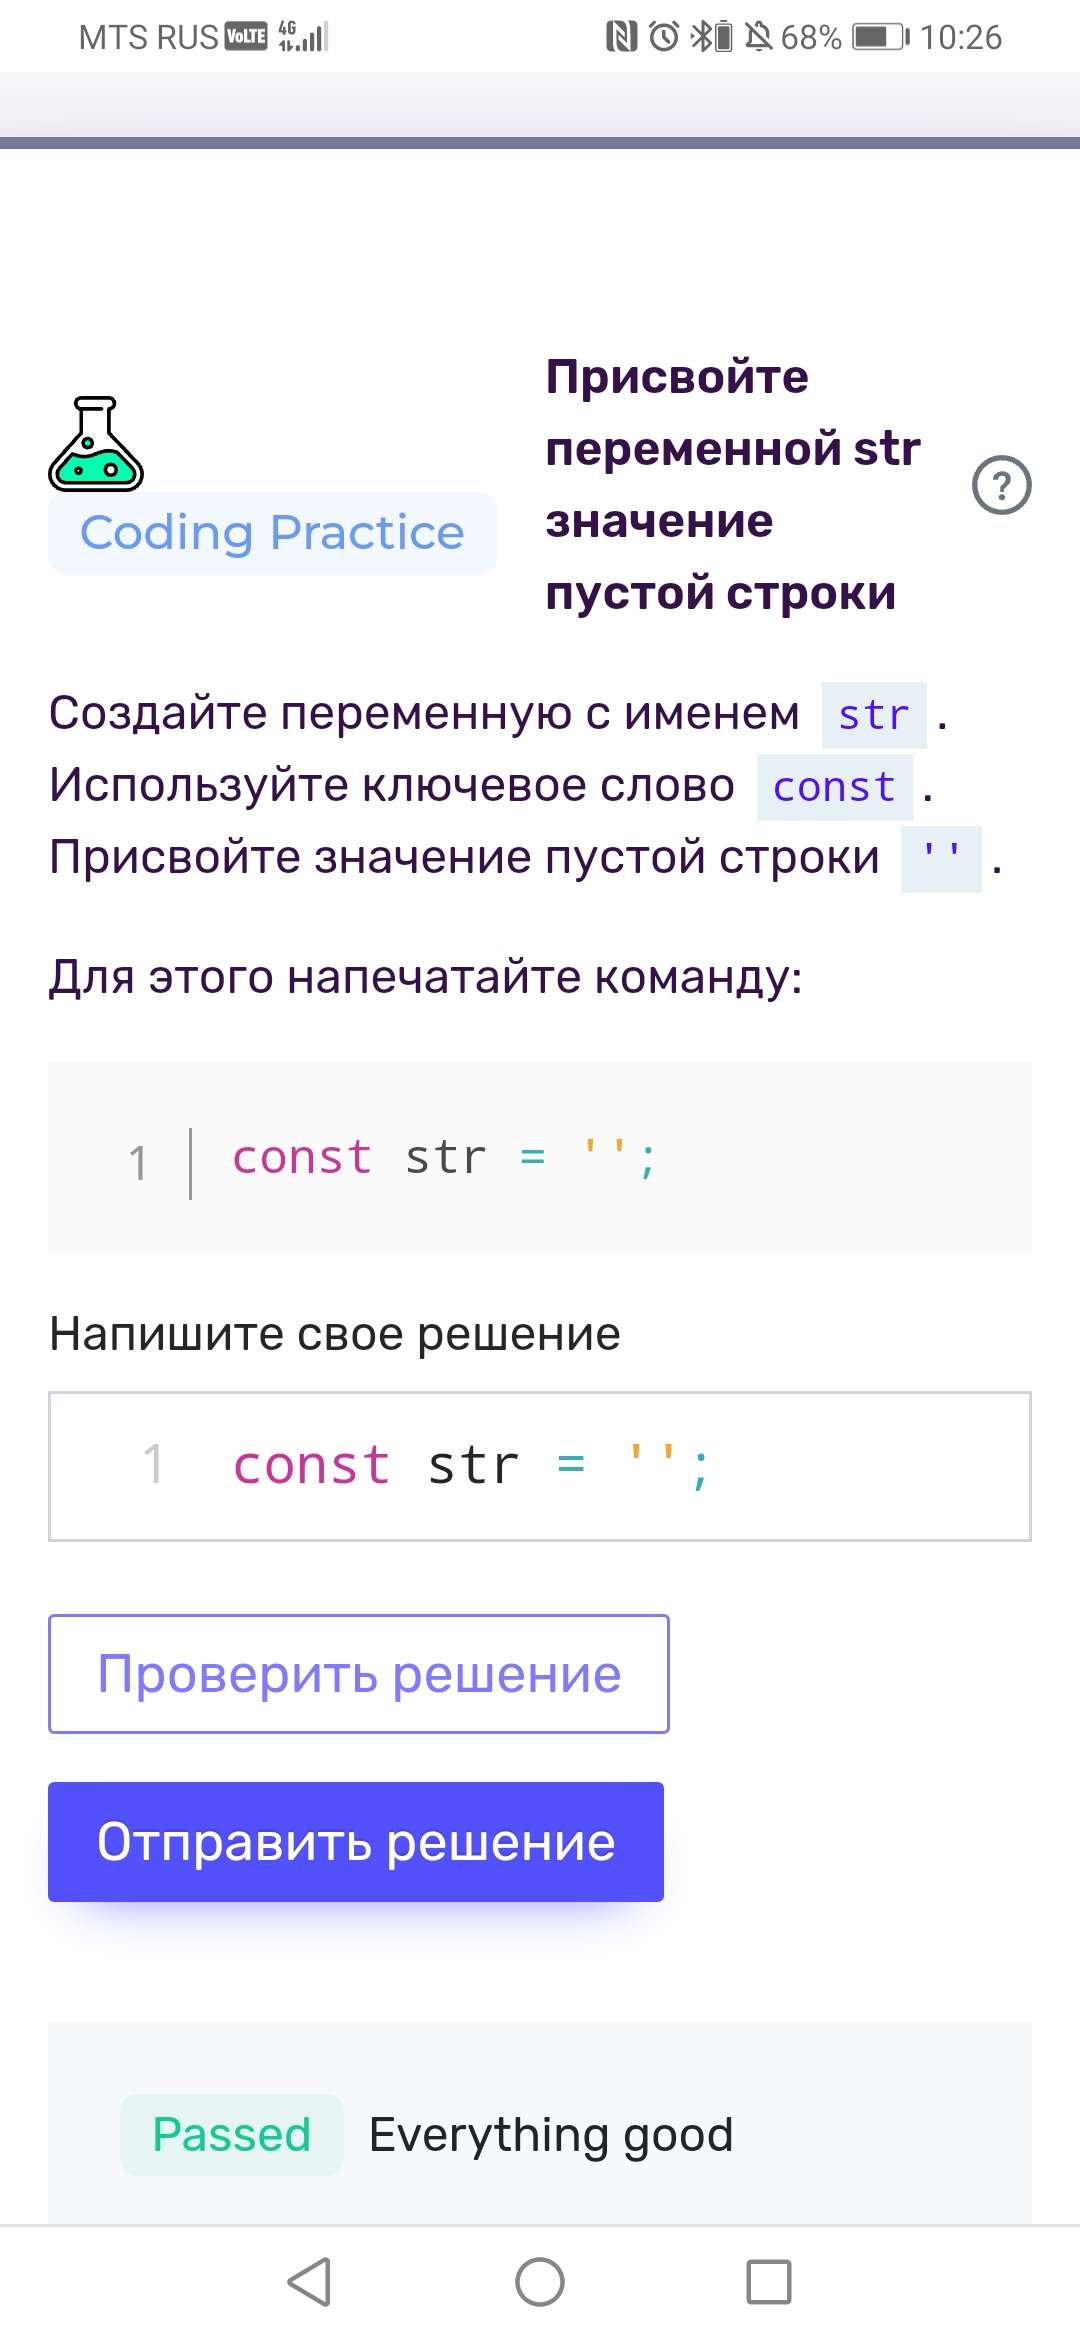 MTS RUS VoLTE 4G 68% 10:26
Coding Practice
Присвойте
переменной str
значение
пустой строки
?
Создайте переменную с именем str .
Используйте ключевое слово const .
Присвойте значение пустой строки '' .
Для этого напечатайте команду:
1 const str = '';
Напишите свое решение
1 const str = '';
Проверить решение
Отправить решение
Passed Everything good